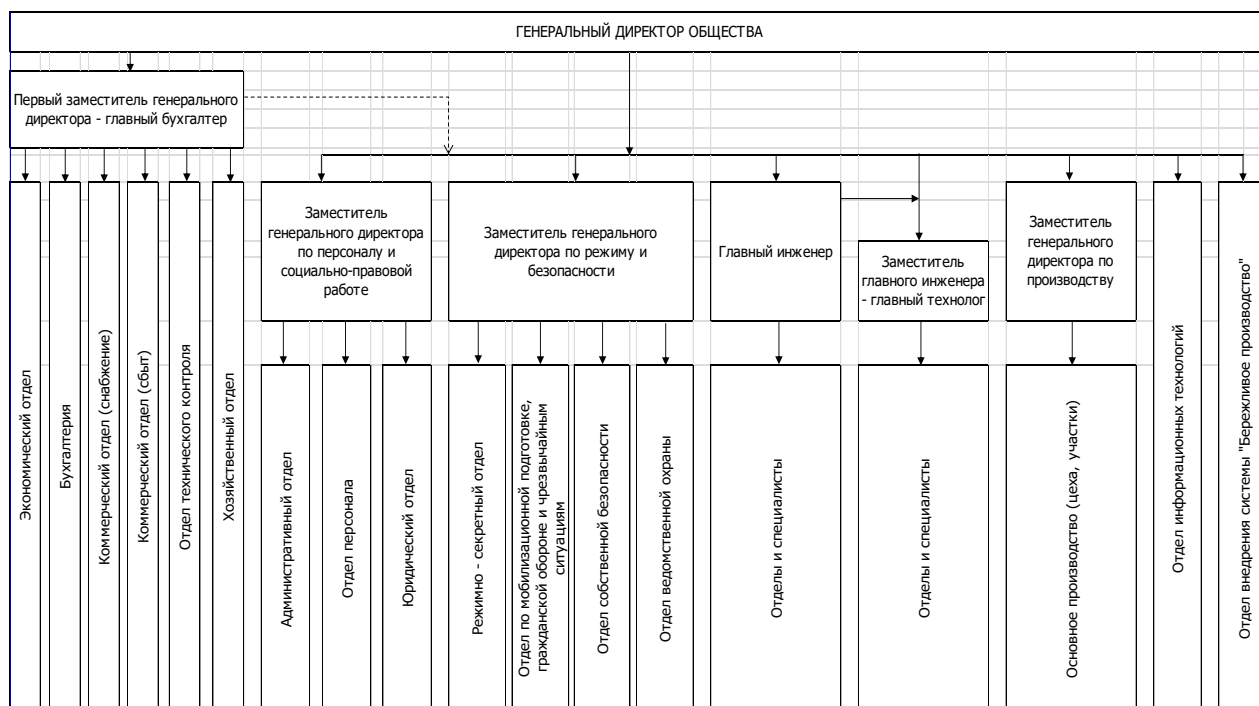 ГЕНЕРАЛЬНЫЙ ДИРЕКТОР ОБЩЕСТВА
Первый заместитель генерального
директора - главный бухгалтер
Заместитель
генерального директора
по персоналу и
социально-правовой
работе
Заместитель генерального
директора по режиму и
безопасности
Главный инженер
Заместитель
главного инженера
- главный технолог
Заместитель
генерального
директора по
производству
Экономический отдел
Бухгалтерия
Коммерческий отдел (снабжение)
Коммерческий отдел (сбыт)
Отдел технического контроля
Хозяйственный отдел
Административный отдел
Отдел персонала
Юридический отдел
Режимно - секретный отдел
Отдел по мобилизационной подготовке,
гражданской обороне и чрезвычайным
ситуациям
Отдел собственной безопасности
Отдел ведомственной охраны
Отделы и специалисты
Отделы и специалисты
Основное производство (цеха, участки)
Отдел информационных технологий
Отдел внедрения системы "Бережливое производство"